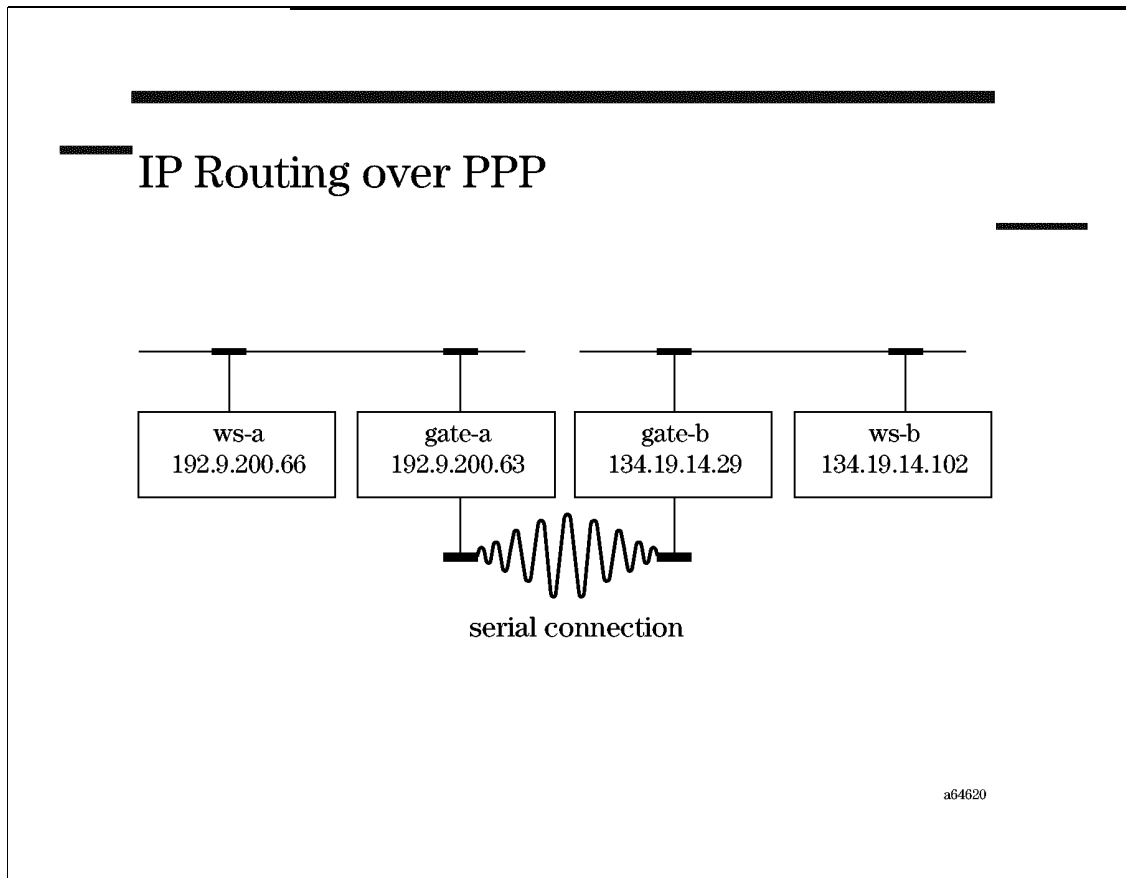 IP Routing over PPP
ws-a
192.9.200.66
gate-a
192.9.200.63
gate-b
134.19.14.29
ws-b
134.19.14.102
serial connection
a64620